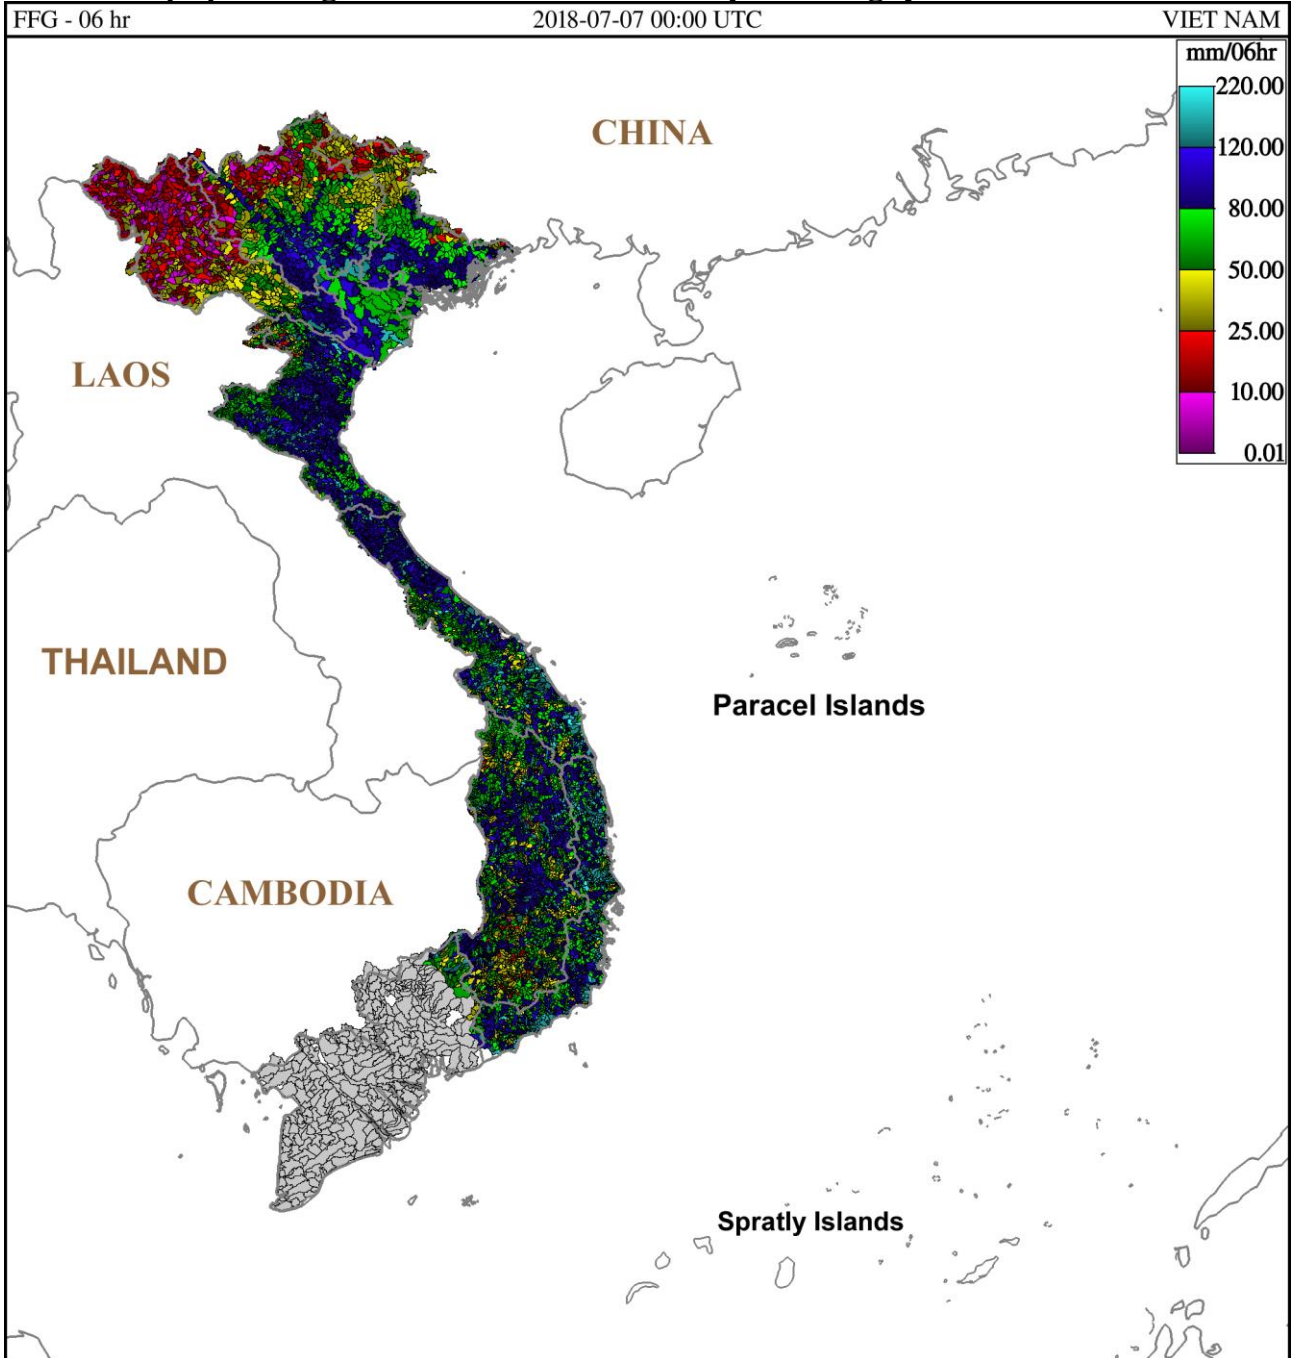 FFG - 06 hr 2018-07-07 00:00 UTC VIET NAM
mm/06hr
220.00
120.00
80.00
50.00
25.00
10.00
0.01
CHINA
LAOS
THAILAND
Paracel Islands
CAMBODIA
Spratly Islands